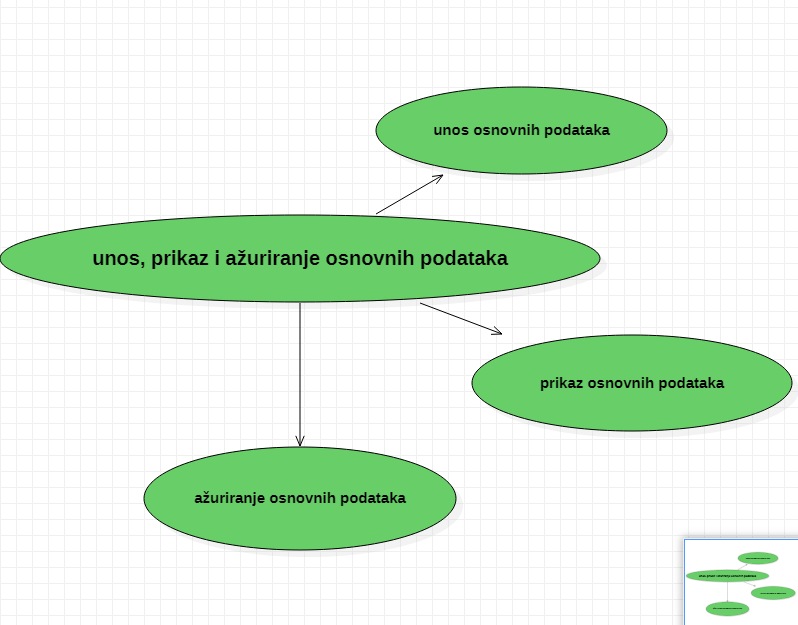 unos osnovnih podataka
unos, prikaz i ažuriranje osnovnih podataka
prikaz osnovnih podataka
ažuriranje osnovnih podataka